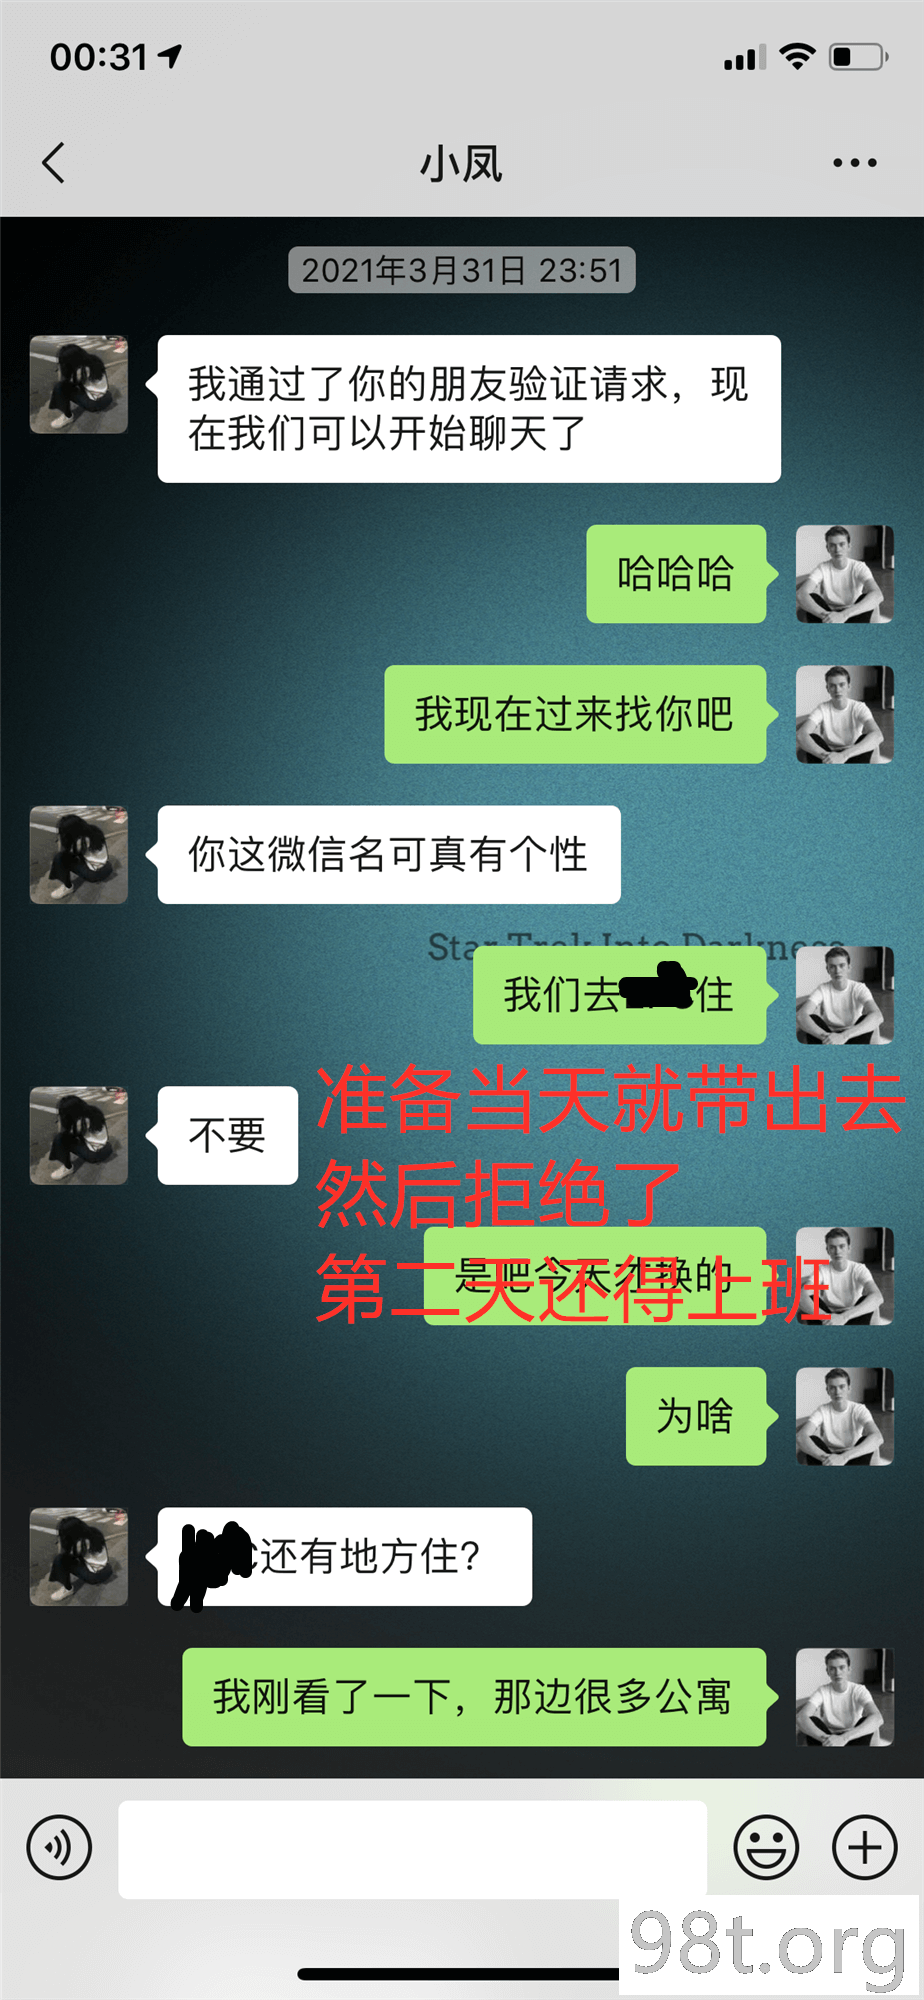 00:31
小凤
2021年3月31日 23:51
我通过了你的朋友验证请求，现
在我们可以开始聊天了
哈哈哈
我现在过来找你吧
你这微信名可真有个性
Star Trek Into Darkness
我们去
住
准备当天就带出去
不要
然后拒绝了
是吧今天才换的
第二天还得上班
为啥
还有地方住？
我刚看了一下，那边很多公寓
98t.org